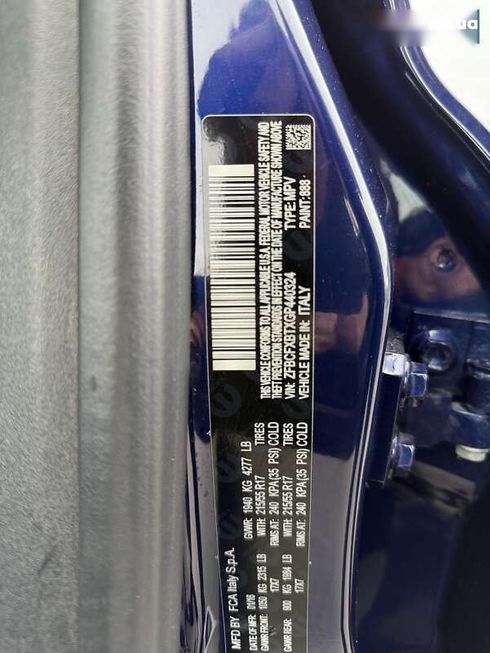 MFD BY FCA Italy S.p.A.
DATE OF MFR: 01/16 GVWR: 1940 KG 4277 LB
GAWR FRONT: 1050 KG 2315 LB WITH: 215/55 R17 TIRES
17X7 RIMS AT: 240 KPA(35 PSI) COLD
GAWR REAR: 900 KG 1984 LB WITH: 215/55 R17 TIRES
17X7 RIMS AT: 240 KPA(35 PSI) COLD
THIS VEHICLE CONFORMS TO ALL APPLICABLE U.S.A. FEDERAL MOTOR VEHICLE SAFETY AND
THEFT PREVENTION STANDARDS IN EFFECT ON THE DATE OF MANUFACTURE SHOWN ABOVE
VIN: ZFBCFXBTXGP440324 TYPE: MPV
VEHICLE MADE IN: ITALY PAINT: 888